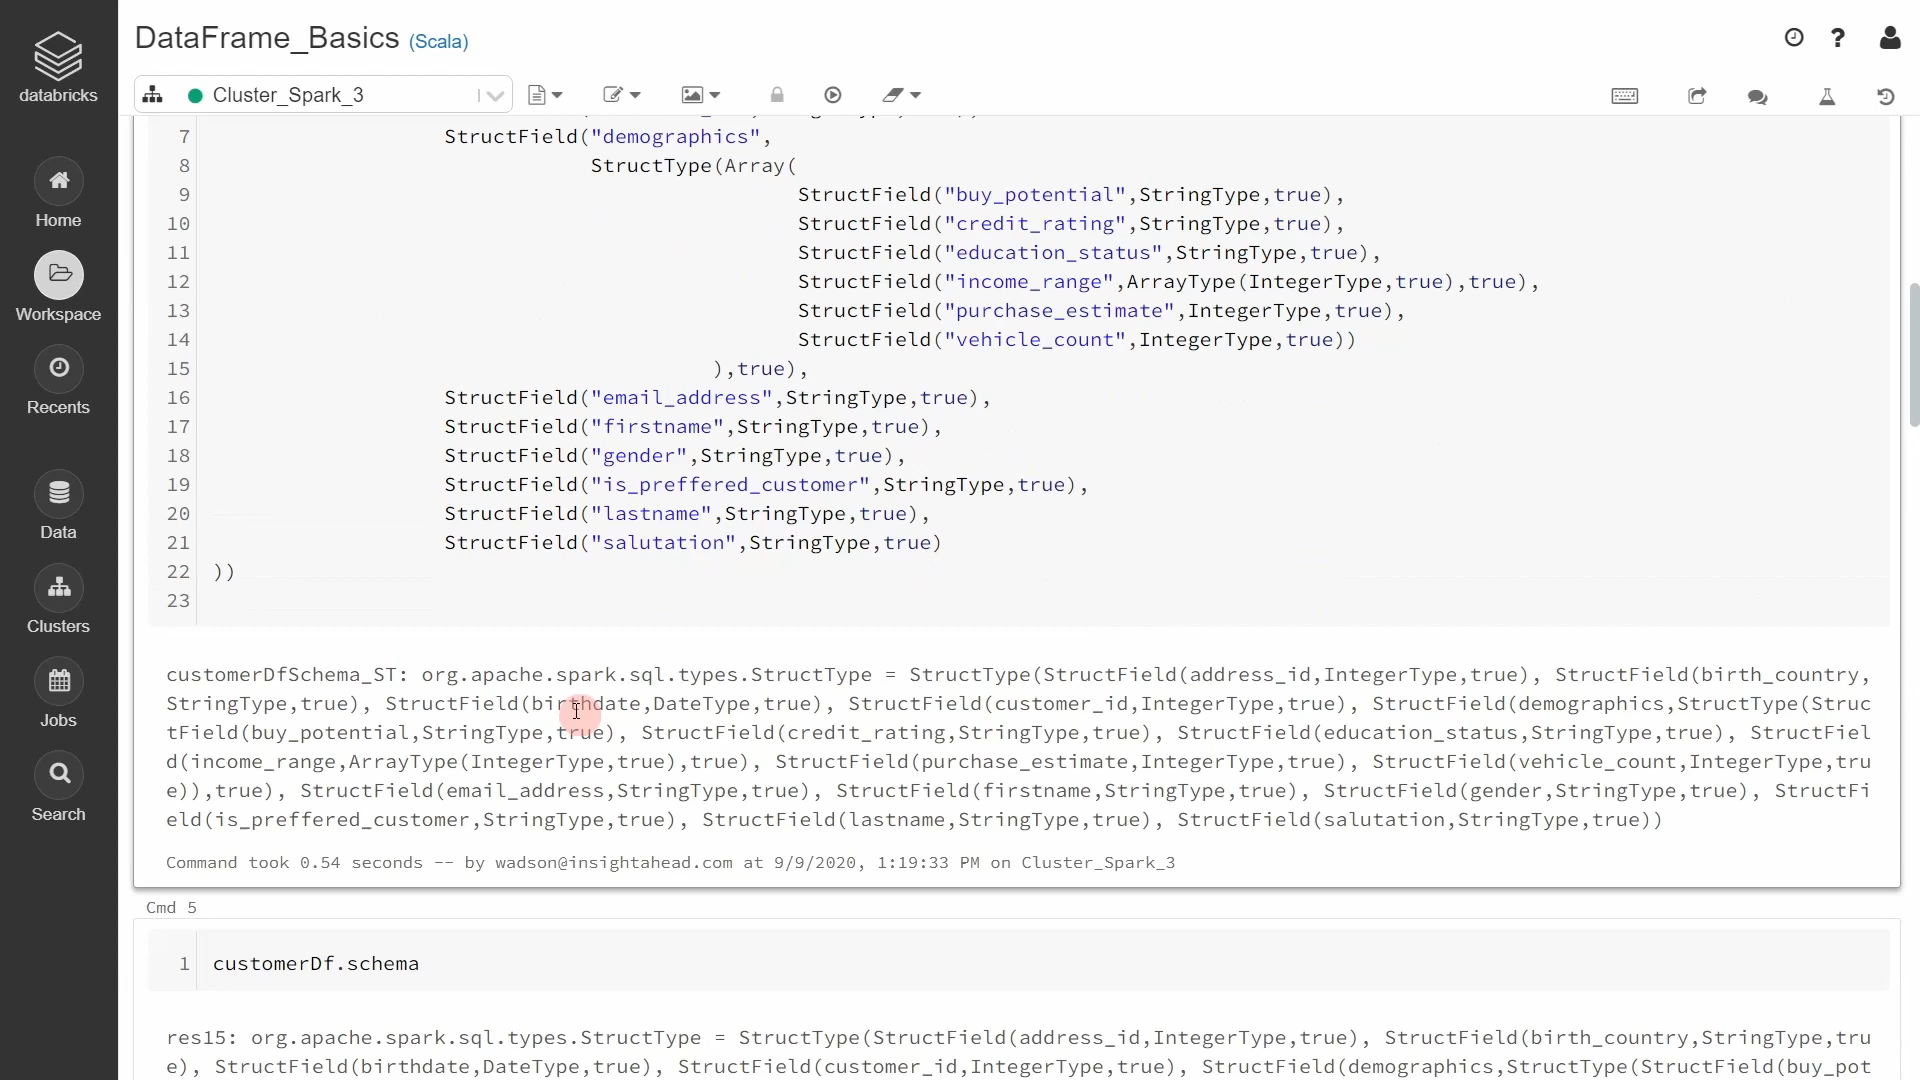 DataFrame_Basics (Scala)
databricks
Cluster_Spark_3
Home
Workspace
Recents
Data
Clusters
Jobs
Search
7 StructField("demographics",
8 StructType(Array(
9 StructField("buy_potential",StringType,true),
10 StructField("credit_rating",StringType,true),
11 StructField("education_status",StringType,true),
12 StructField("income_range",ArrayType(IntegerType,true),true),
13 StructField("purchase_estimate",IntegerType,true),
14 StructField("vehicle_count",IntegerType,true))
15 ),true),
16 StructField("email_address",StringType,true),
17 StructField("firstname",StringType,true),
18 StructField("gender",StringType,true),
19 StructField("is_preffered_customer",StringType,true),
20 StructField("lastname",StringType,true),
21 StructField("salutation",StringType,true)
22 ))
23
customerDfSchema_ST: org.apache.spark.sql.types.StructType = StructType(StructField(address_id,IntegerType,true), StructField(birth_country,
StringType,true), StructField(birthdate,DateType,true), StructField(customer_id,IntegerType,true), StructField(demographics,StructType(Struc
tField(buy_potential,StringType,true), StructField(credit_rating,StringType,true), StructField(education_status,StringType,true), StructFiel
d(income_range,ArrayType(IntegerType,true),true), StructField(purchase_estimate,IntegerType,true), StructField(vehicle_count,IntegerType,tru
e)),true), StructField(email_address,StringType,true), StructField(firstname,StringType,true), StructField(gender,StringType,true), StructFi
eld(is_preffered_customer,StringType,true), StructField(lastname,StringType,true), StructField(salutation,StringType,true))
Command took 0.54 seconds -- by wadson@insightahead.com at 9/9/2020, 1:19:33 PM on Cluster_Spark_3
Cmd 5
1 customerDf.schema
res15: org.apache.spark.sql.types.StructType = StructType(StructField(address_id,IntegerType,true), StructField(birth_country,StringType,tru
e), StructField(birthdate,DateType,true), StructField(customer_id,IntegerType,true), StructField(demographics,StructType(StructField(buy_pot